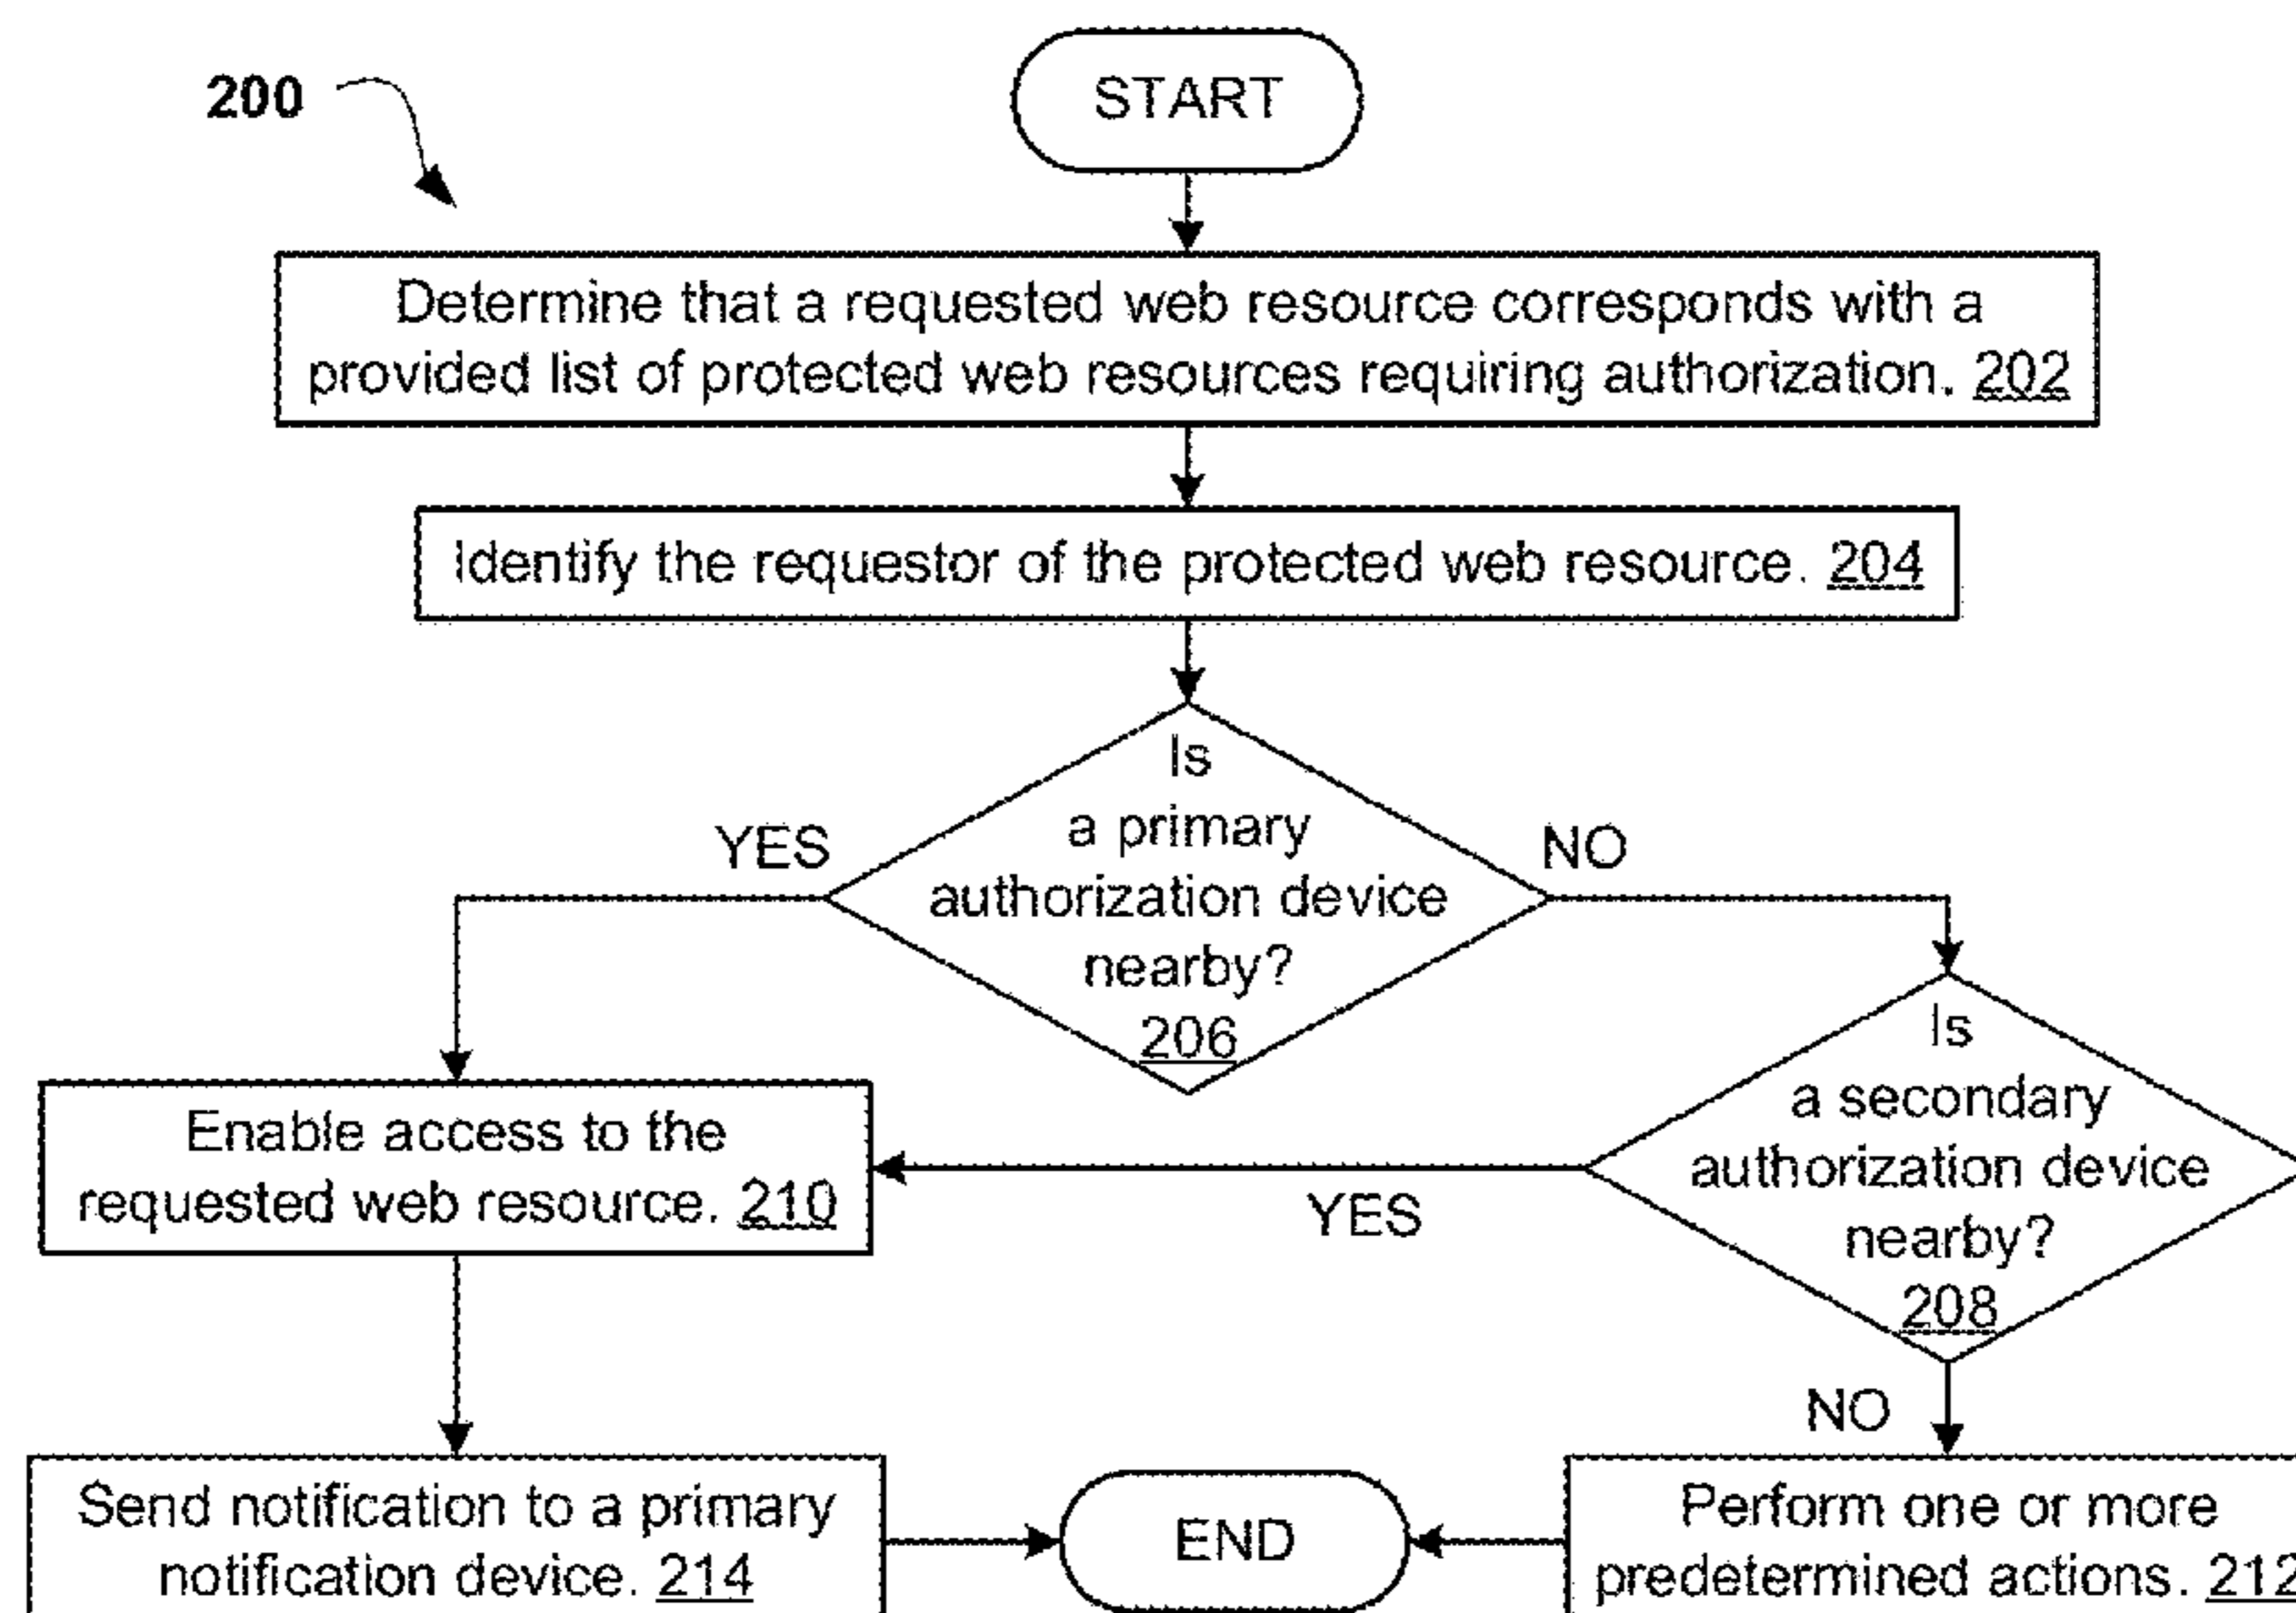 200
START
Determine that a requested web resource corresponds with a
provided list of protected web resources requiring authorization. 202
Identify the requestor of the protected web resource. 204
Is
a primary
authorization device
nearby?
206
YES
NO
Is
a secondary
authorization device
nearby?
208
YES
NO
Enable access to the
requested web resource. 210
Send notification to a primary
notification device. 214
END
Perform one or more
predetermined actions. 212